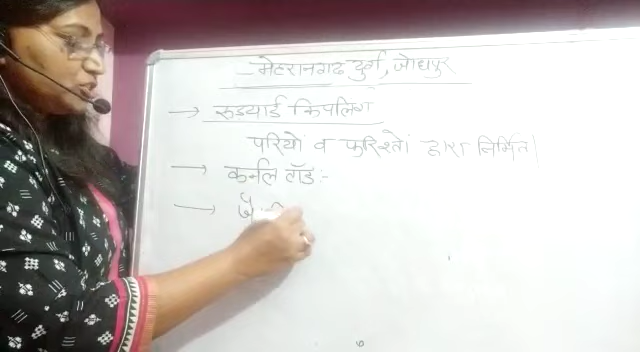 – मेहरानगढ दुर्ग, जोधपुर
→ रुडयार्ड किपलिंग
परियों व फरिश्तों द्वारा निर्मित।
→ कर्नल टॉड :-
→